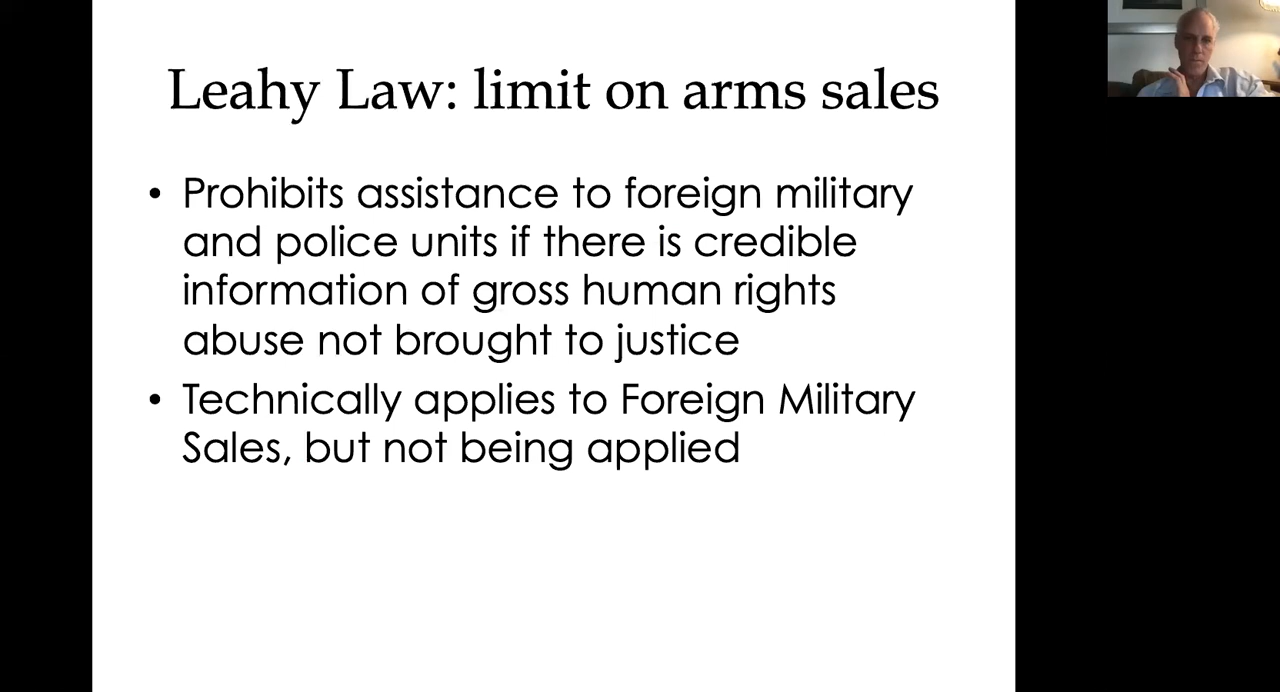 Leahy Law: limit on arms sales
• Prohibits assistance to foreign military
and police units if there is credible
information of gross human rights
abuse not brought to justice
• Technically applies to Foreign Military
Sales, but not being applied